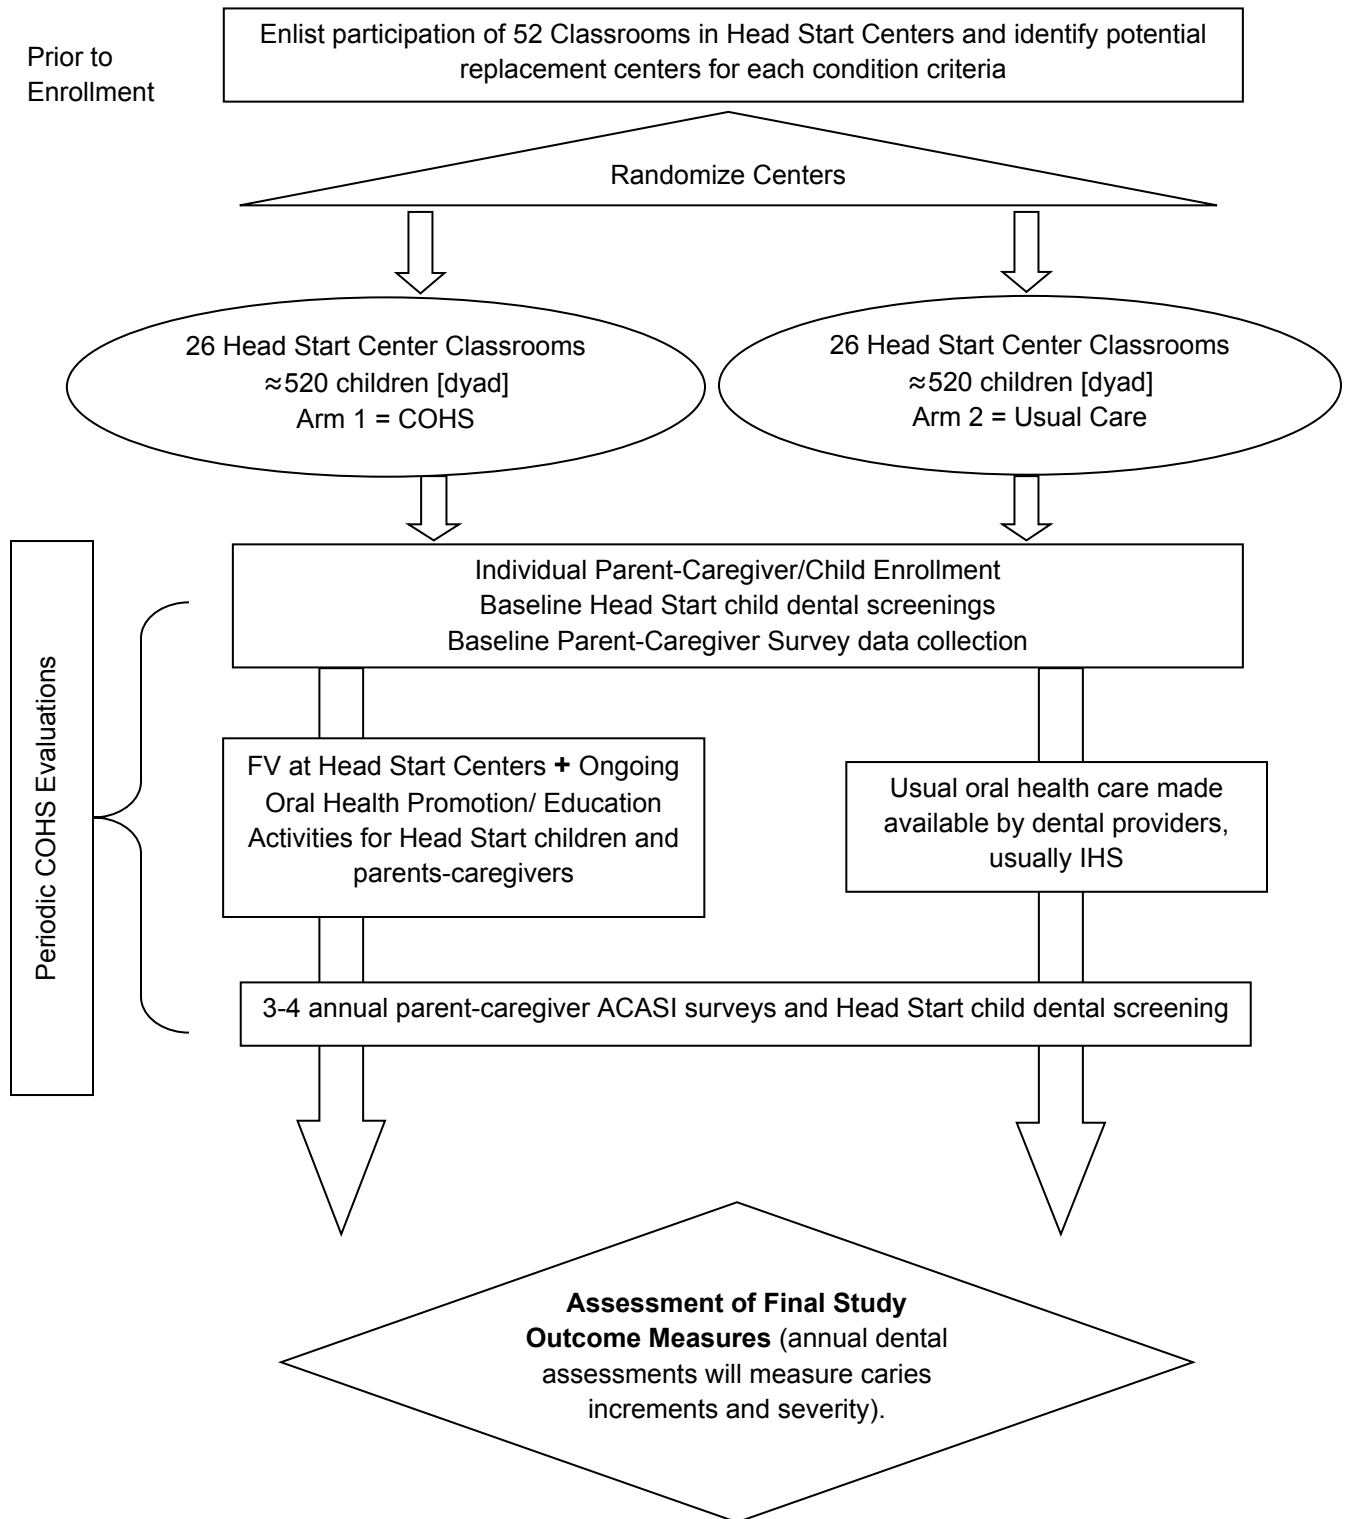 Prior to
Enrollment
Enlist participation of 52 Classrooms in Head Start Centers and identify potential
replacement centers for each condition criteria
Randomize Centers
26 Head Start Center Classrooms
≈520 children [dyad]
Arm 1 = COHS
26 Head Start Center Classrooms
≈520 children [dyad]
Arm 2 = Usual Care
Periodic COHS Evaluations
Individual Parent-Caregiver/Child Enrollment
Baseline Head Start child dental screenings
Baseline Parent-Caregiver Survey data collection
FV at Head Start Centers + Ongoing
Oral Health Promotion/ Education
Activities for Head Start children and
parents-caregivers
Usual oral health care made
available by dental providers,
usually IHS
3-4 annual parent-caregiver ACASI surveys and Head Start child dental screening
Assessment of Final Study
Outcome Measures (annual dental
assessments will measure caries
increments and severity).